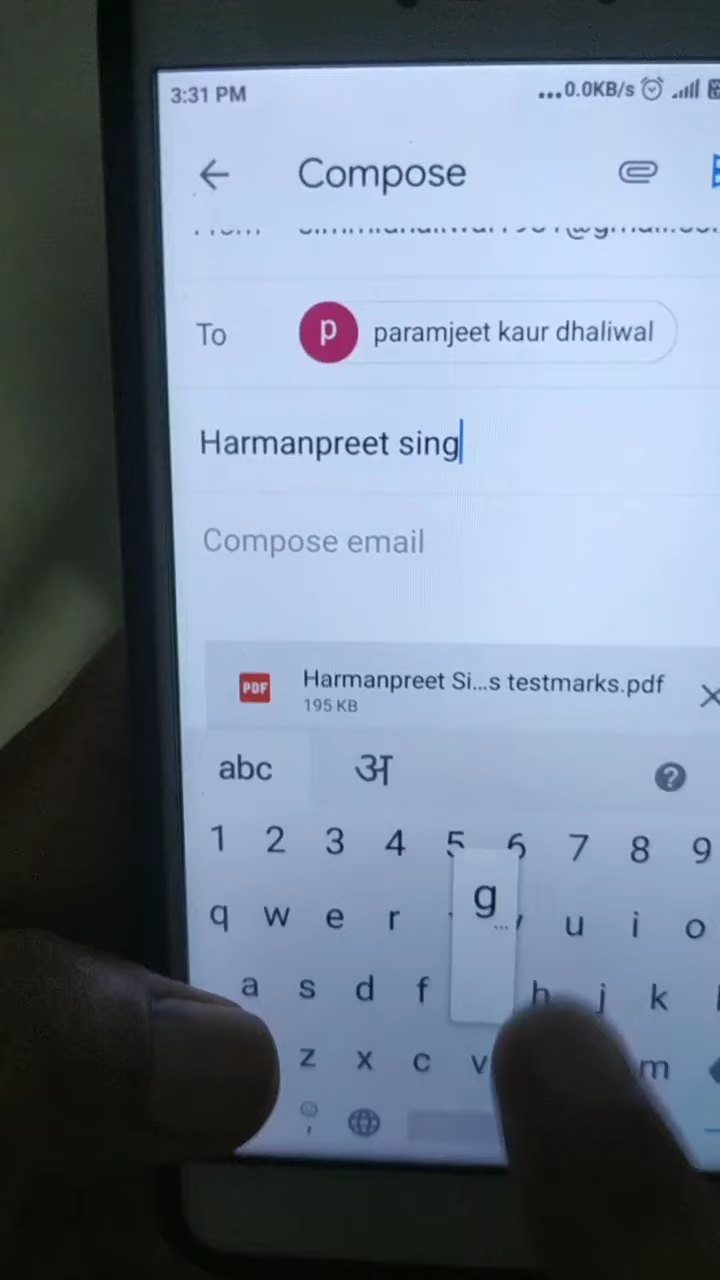 3:31 PM ...0.0KB/s
Compose
To p paramjeet kaur dhaliwal
Harmanpreet sing
Compose email
PDF Harmanpreet Si...s testmarks.pdf
195 KB
abc अ ?
1 2 3 4 5 6 7 8 9
q w e r u i o
g
a s d f h j k
z x c v m